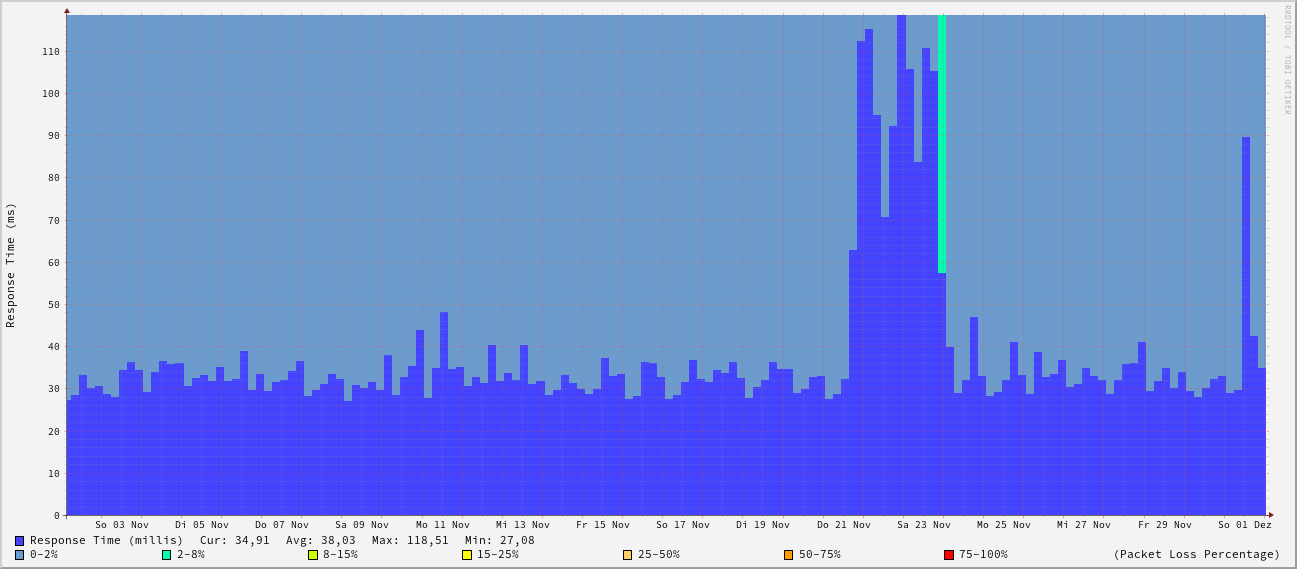 RRDTOOL / TOBI OETIKER
Response Time (ms)
110
100
90
80
70
60
50
40
30
20
10
0
So 03 Nov Di 05 Nov Do 07 Nov Sa 09 Nov Mo 11 Nov Mi 13 Nov Fr 15 Nov So 17 Nov Di 19 Nov Do 21 Nov Sa 23 Nov Mo 25 Nov Mi 27 Nov Fr 29 Nov So 01 Dez
Response Time (millis) Cur: 34,91 Avg: 38,03 Max: 118,51 Min: 27,08
0-2% 2-8% 8-15% 15-25% 25-50% 50-75% 75-100% (Packet Loss Percentage)